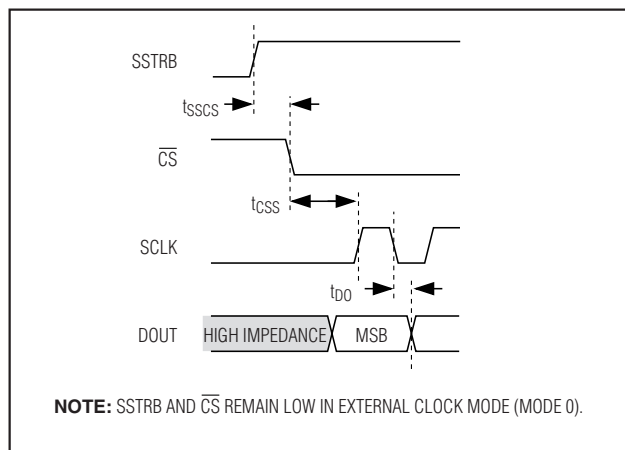 SSTRB
tSSCS
CS
tCSS
SCLK
tDO
DOUT HIGH IMPEDANCE MSB
NOTE: SSTRB AND CS REMAIN LOW IN EXTERNAL CLOCK MODE (MODE 0).